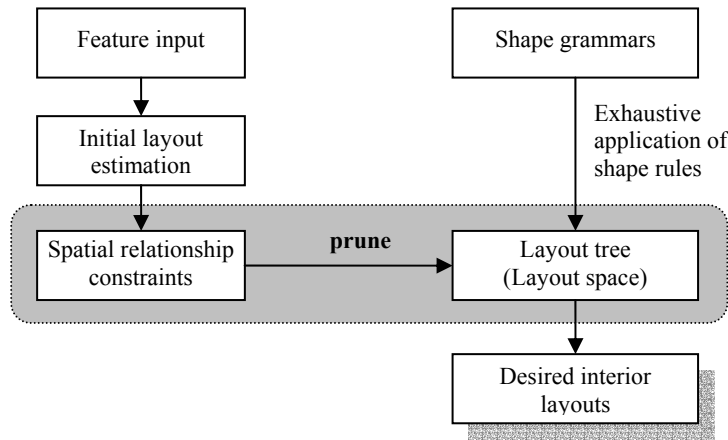 Feature input
Shape grammars
Initial layout
estimation
Exhaustive
application of
shape rules
Spatial relationship
constraints
prune
Layout tree
(Layout space)
Desired interior
layouts